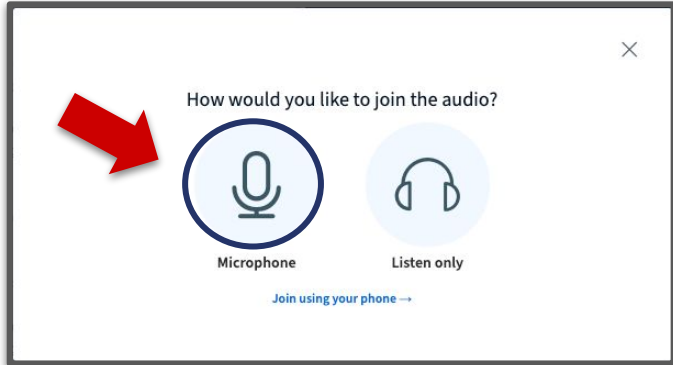 How would you like to join the audio?
Microphone
Listen only
Join using your phone →